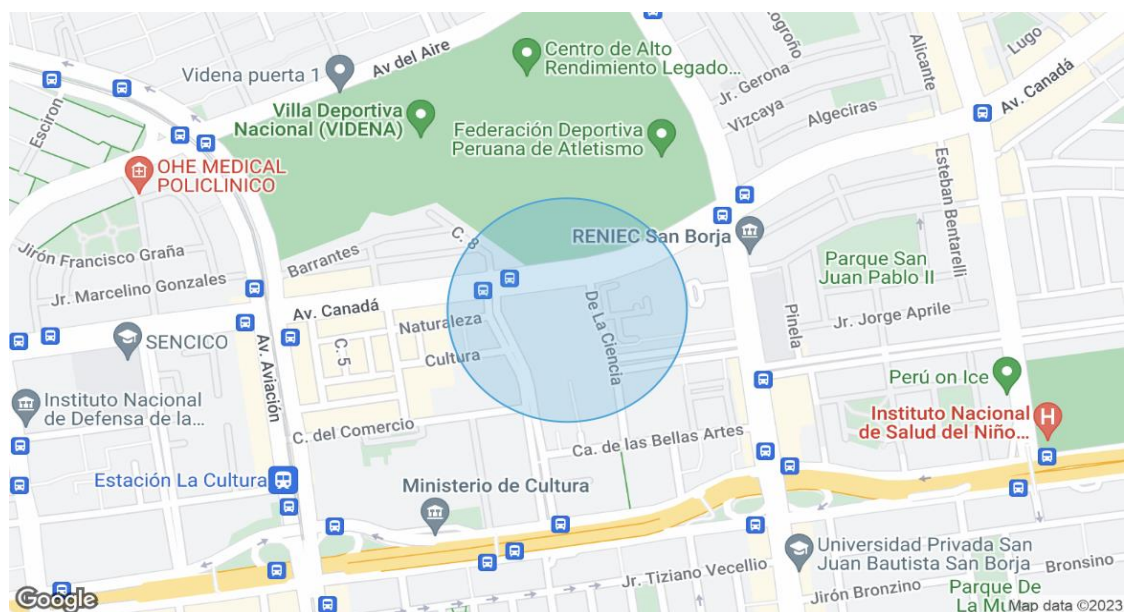 Logroño
Lugo
Centro de Alto
Rendimiento Legado...
Alicante
Av del Aire
Videna puerta 1
Jr. Gerona
Av. Canadá
Villa Deportiva
Nacional (VIDENA)
Vizcaya
Algeciras
Esciron
Federación Deportiva
Peruana de Atletismo
OHE MEDICAL
POLICLINICO
Esteban Bentarelli
C. 8
RENIEC San Borja
Jirón Francisco Graña
Barrantes
Parque San
Juan Pablo II
Jr. Marcelino Gonzales
Av. Canadá
Naturaleza
De La Ciencia
Pinela
Jr. Jorge Aprile
SENCICO
Av. Aviación
C. 5
Cultura
Perú on Ice
Instituto Nacional
de Defensa de la...
Instituto Nacional
de Salud del Niño...
C. del Comercio
Ca. de las Bellas Artes
Estación La Cultura
Ministerio de Cultura
Universidad Privada San
Juan Bautista San Borja
Jr. Tiziano Vecellio
Bronsino
Jirón Bronzino
Parque De
La Mu
Google
Map data ©2023